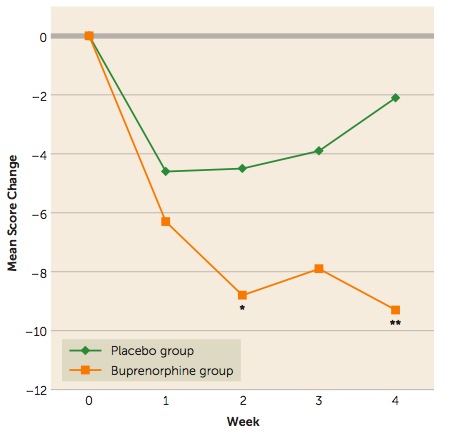 Mean Score Change
0
−2
−4
−6
−8
−10
−12
*
**
Placebo group
Buprenorphine group
0 1 2 3 4
Week